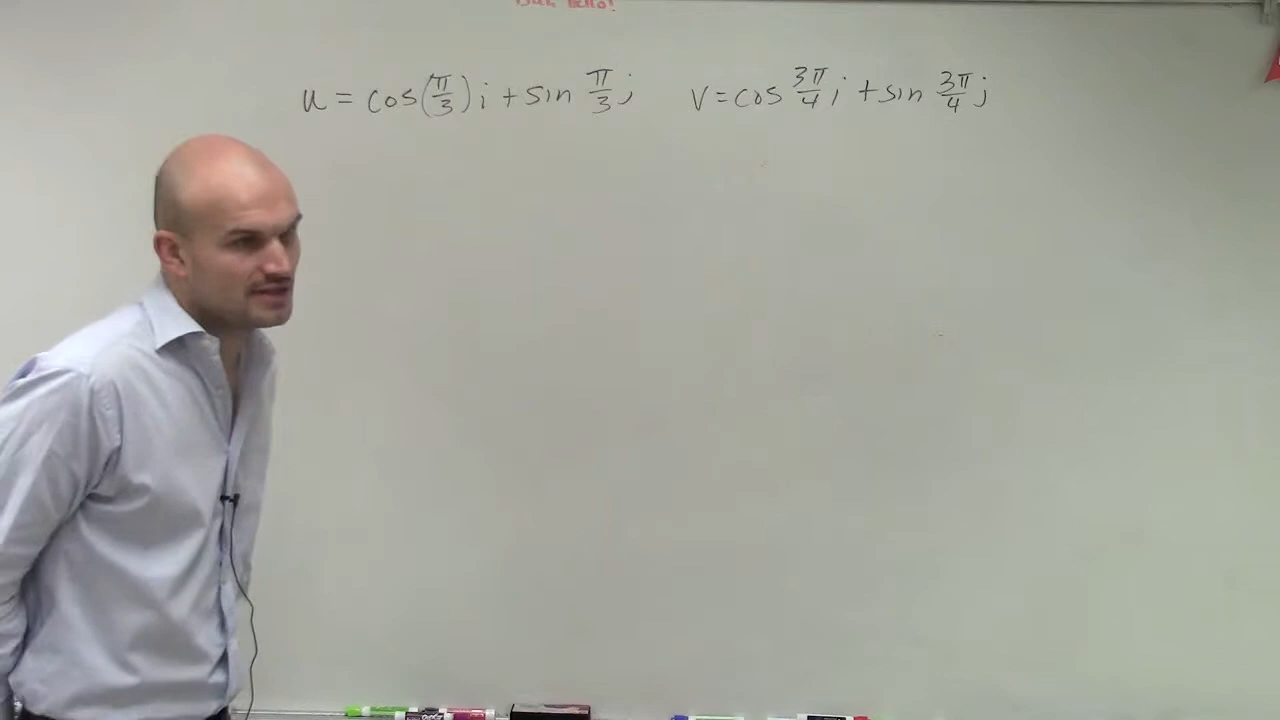 u = cos(π/3) i + sin π/3 j v = cos 3π/4 i + sin 3π/4 j